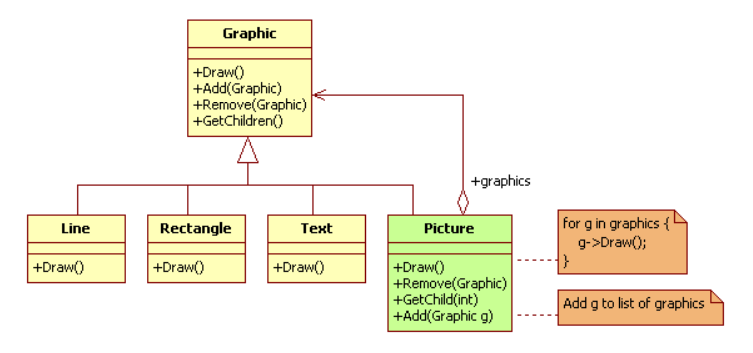 Graphic
+Draw()
+Add(Graphic)
+Remove(Graphic)
+GetChildren()
+graphics
Line
+Draw()
Rectangle
+Draw()
Text
+Draw()
Picture
+Draw()
+Remove(Graphic)
+GetChild(int)
+Add(Graphic g)
for g in graphics {
g->Draw();
}
Add g to list of graphics